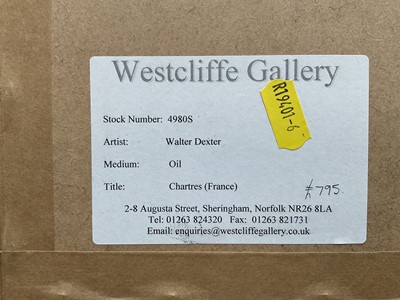 Westcliffe Gallery
R19401-6
Stock Number: 4980S
Artist: Walter Dexter
Medium: Oil
Title: Chartres (France) £795.
2-8 Augusta Street, Sheringham, Norfolk NR26 8LA
Tel: 01263 824320 Fax: 01263 821731
Email: enquiries@westcliffegallery.co.uk